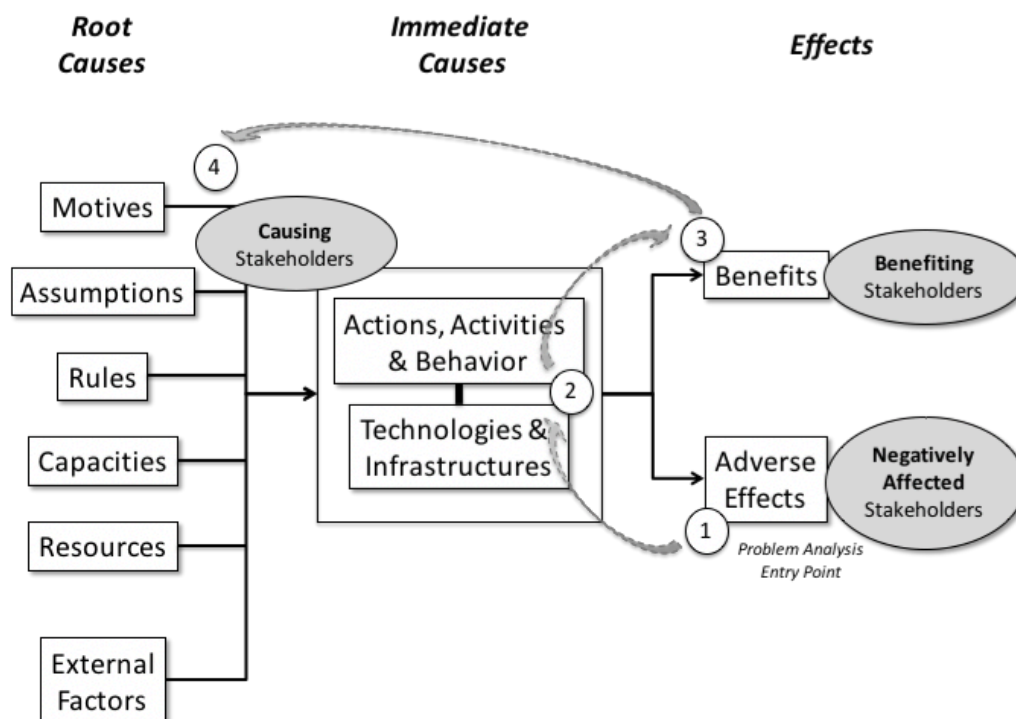 Root
Causes
Immediate
Causes
Effects
4
Motives
Causing
Stakeholders
3
Benefits
Benefiting
Stakeholders
Assumptions
Actions, Activities
& Behavior
Rules
2
Technologies &
Infrastructures
Capacities
Adverse
Effects
Negatively
Affected
Stakeholders
1
Problem Analysis
Entry Point
Resources
External
Factors